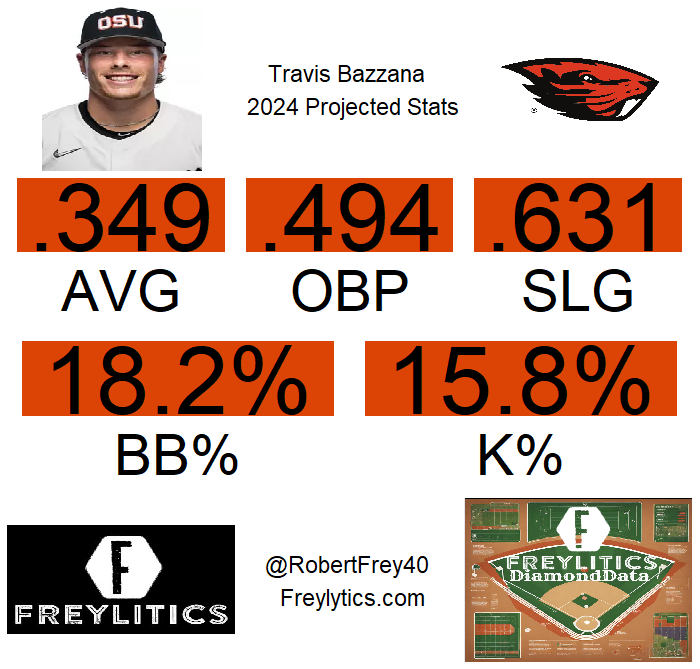 OSU
Travis Bazzana
2024 Projected Stats
®
.349
.494
.631
AVG
OBP
SLG
18.2%
15.8%
BB%
K%
F
FREYLITICS
@RobertFrey40
Freylytics.com
F
FREYLITICS
DiamondData